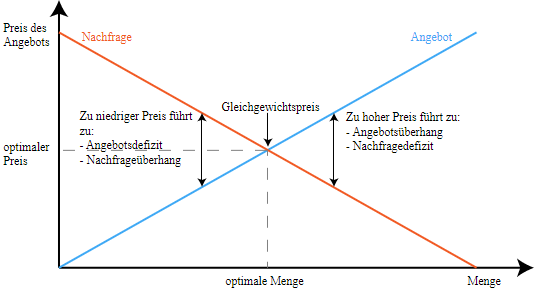 Preis des
Angebots
Nachfrage
Angebot
Gleichgewichtspreis
Zu niedriger Preis führt
zu:
- Angebotsdefizit
- Nachfrageüberhang
Zu hoher Preis führt zu:
- Angebotsüberhang
- Nachfragedefizit
optimaler
Preis
optimale Menge
Menge